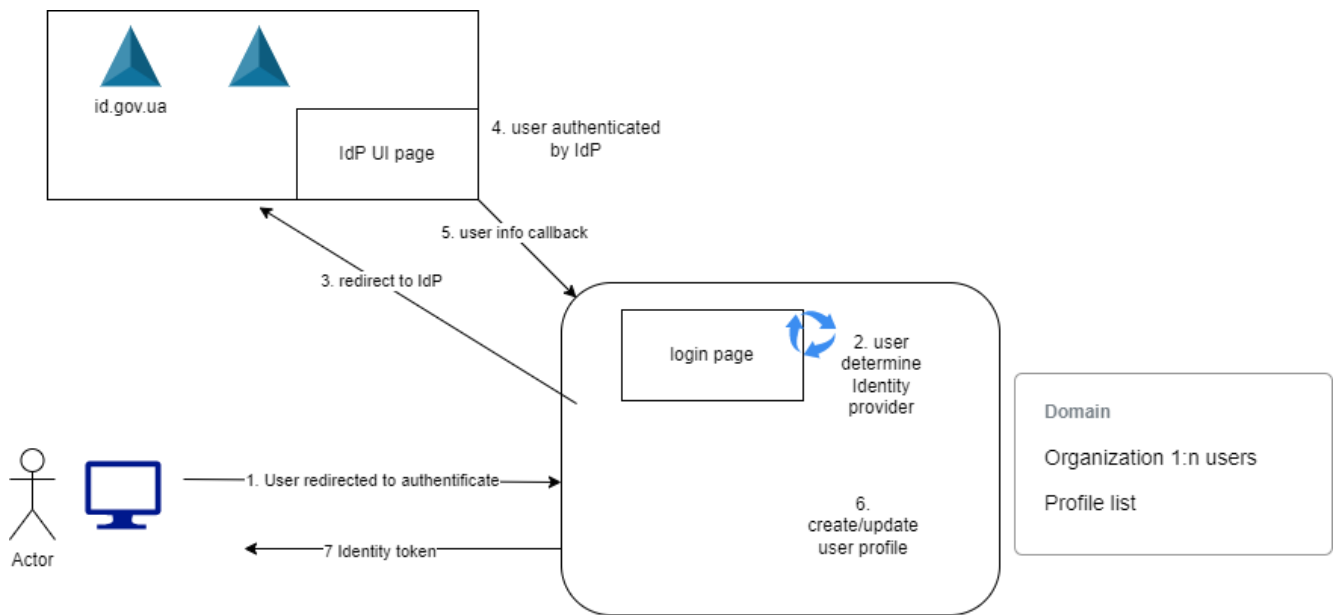 id.gov.ua
IdP UI page
4. user authenticated
by IdP
5. user info callback
3. redirect to IdP
login page
2. user
determine
Identity
provider
Domain
Organization 1:n users
Profile list
1. User redirected to authentificate
6.
create/update
user profile
7 Identity token
Actor